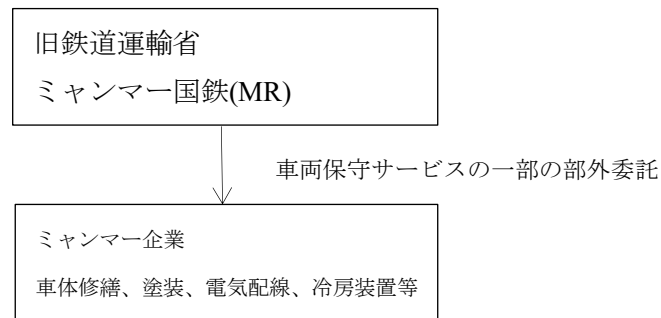 旧鉄道運輸省
ミャンマー国鉄(MR)
車両保守サービスの一部の部外委託
ミャンマー企業
車体修繕、塗装、電気配線、冷房装置等